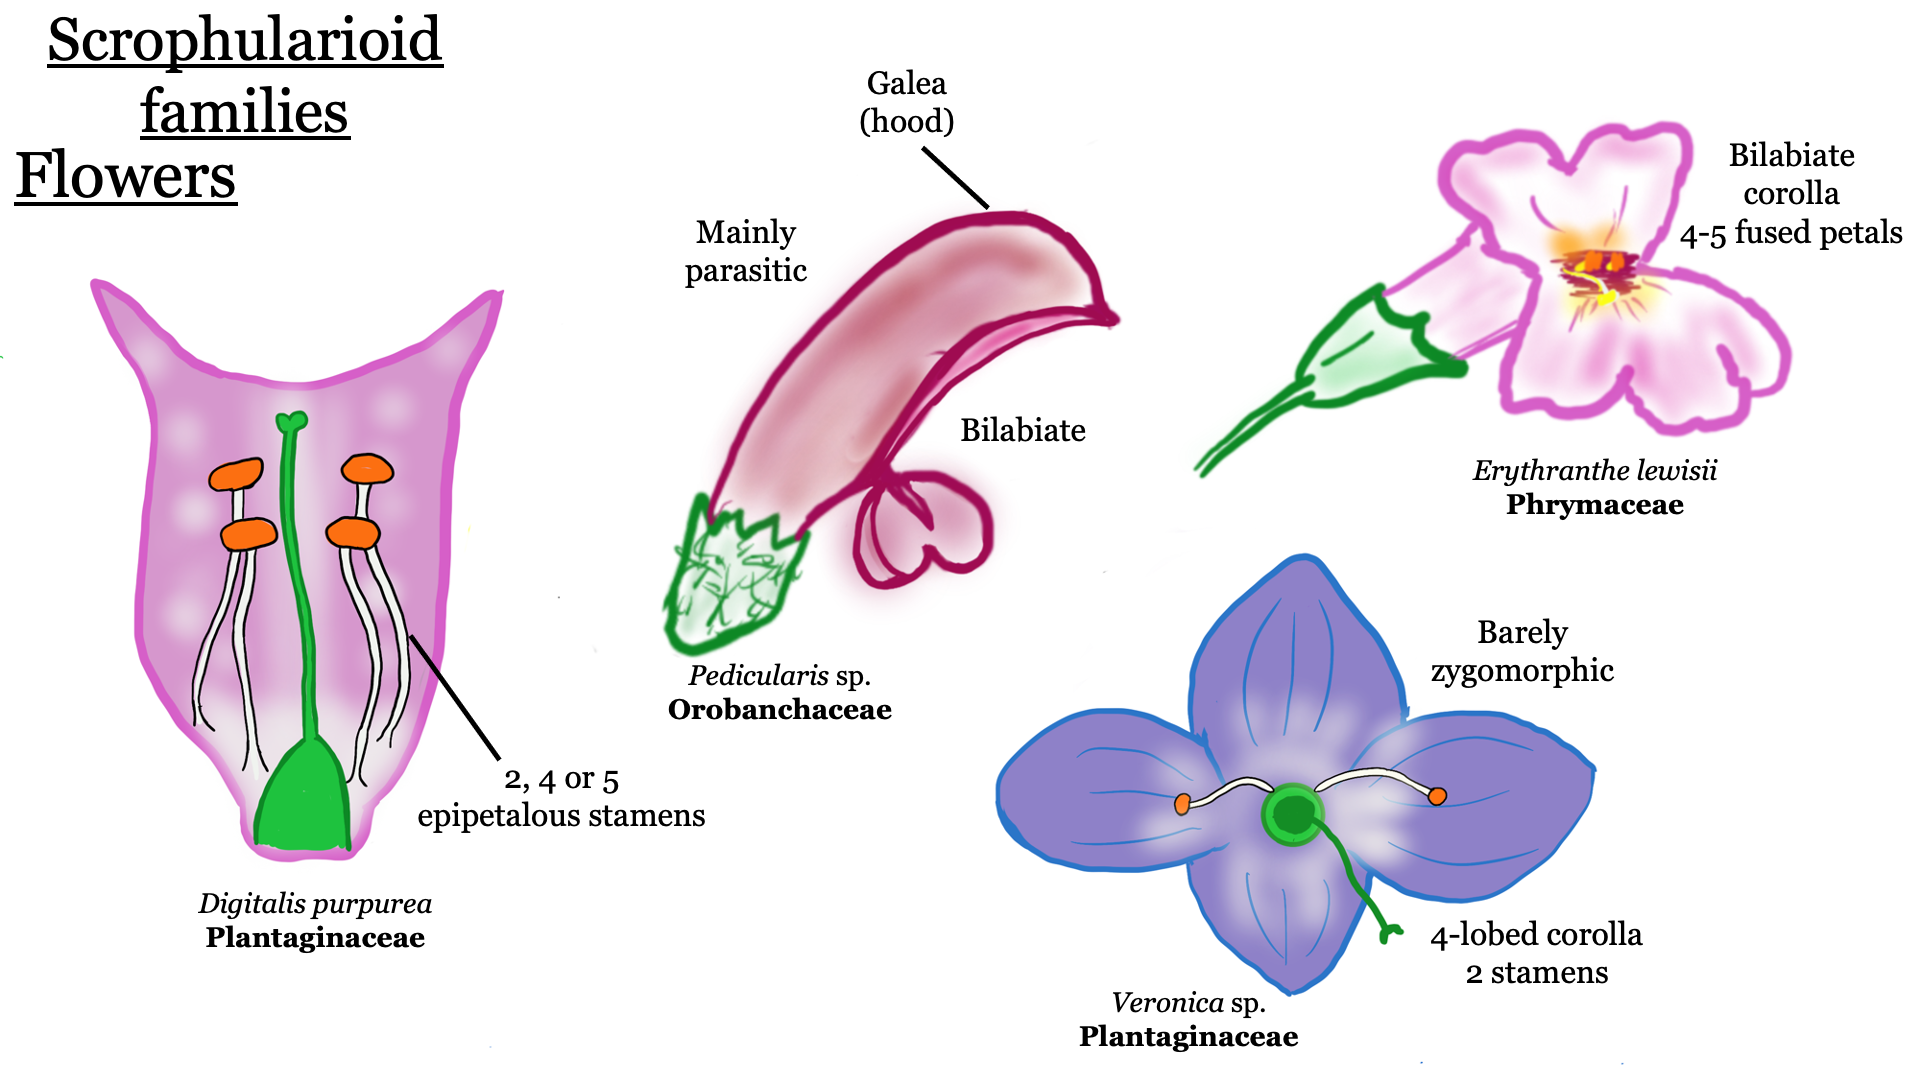 Scrophularioid
families
Flowers
Galea
(hood)
Mainly
parasitic
Bilabiate
Pedicularis sp.
Orobanchaceae
Bilabiate
corolla
4-5 fused petals
Erythranthe lewisii
Phrymaceae
2, 4 or 5
epipetalous stamens
Digitalis purpurea
Plantaginaceae
Barely
zygomorphic
4-lobed corolla
2 stamens
Veronica sp.
Plantaginaceae